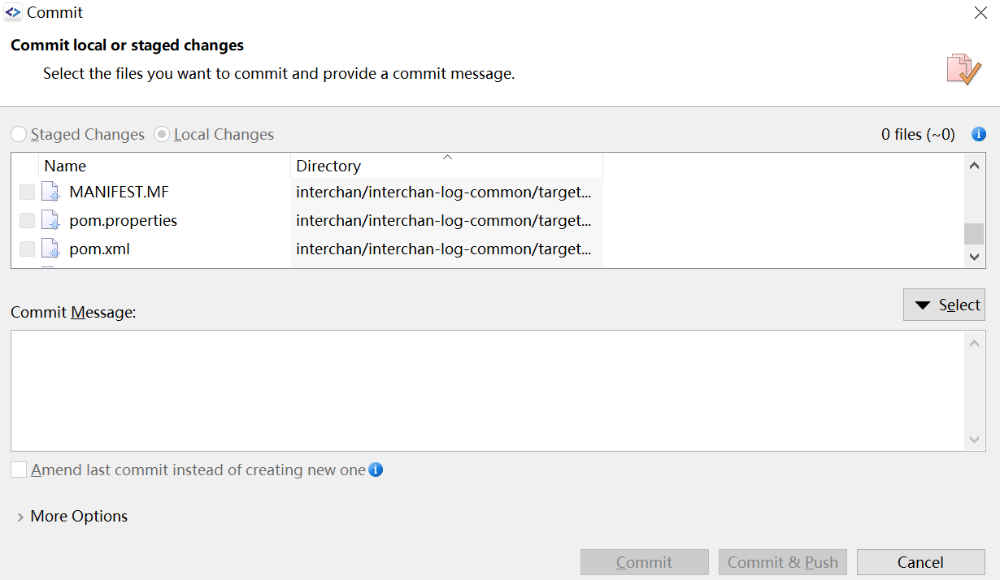 Commit
Commit local or staged changes
Select the files you want to commit and provide a commit message.
Staged Changes Local Changes 0 files (~0)
Name Directory
MANIFEST.MF interchan/interchan-log-common/target...
pom.properties interchan/interchan-log-common/target...
pom.xml interchan/interchan-log-common/target...
Commit Message: Select
Amend last commit instead of creating new one
More Options
Commit Commit & Push Cancel